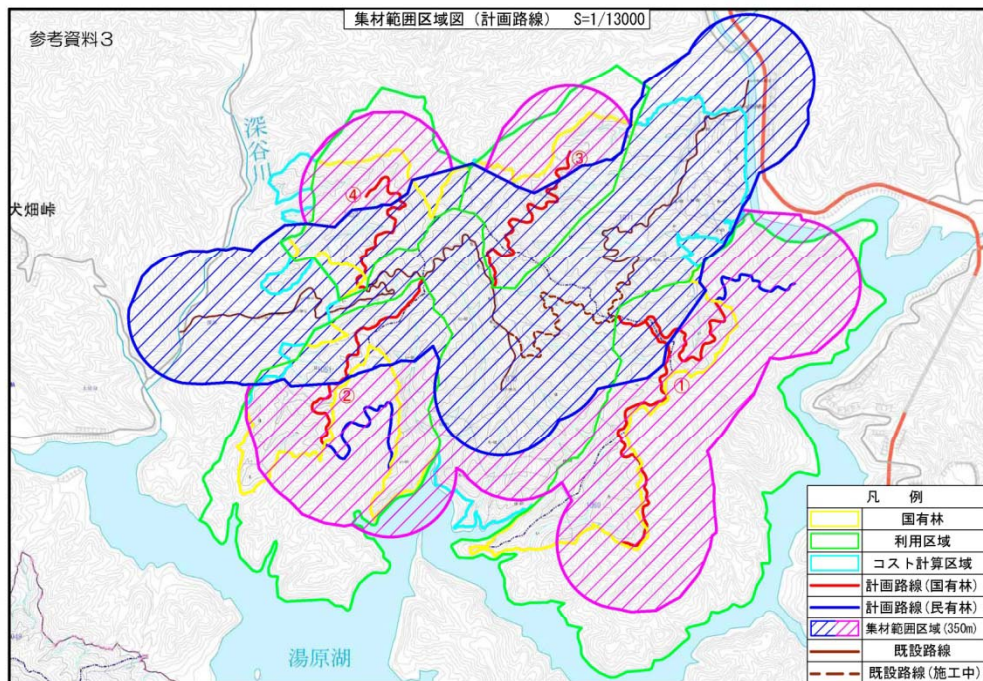 集材範囲区域図（計画路線）　S=1/13000
参考資料3
深谷川
犬畑峠
③
④
①
②
湯原湖
凡　例
国有林
利用区域
コスト計算区域
計画路線(国有林)
計画路線(民有林)
集材範囲区域(350m)
既設路線
既設路線(施工中)